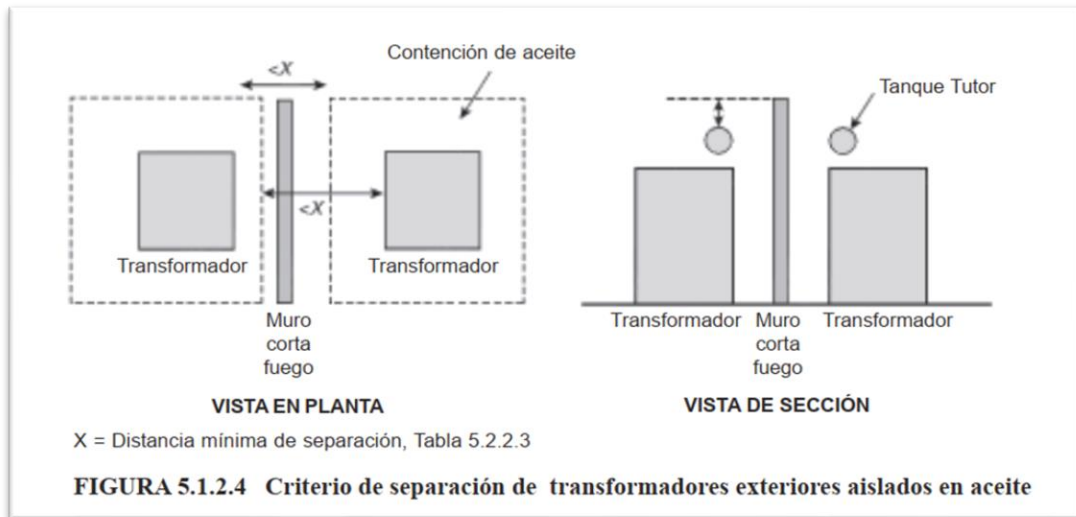 <X
Contención de aceite
<X
Transformador
Transformador
Muro
corta
fuego
VISTA EN PLANTA
X = Distancia mínima de separación, Tabla 5.2.2.3
Tanque Tutor
Transformador
Muro
corta
fuego
Transformador
VISTA DE SECCIÓN
FIGURA 5.1.2.4 Criterio de separación de transformadores exteriores aislados en aceite